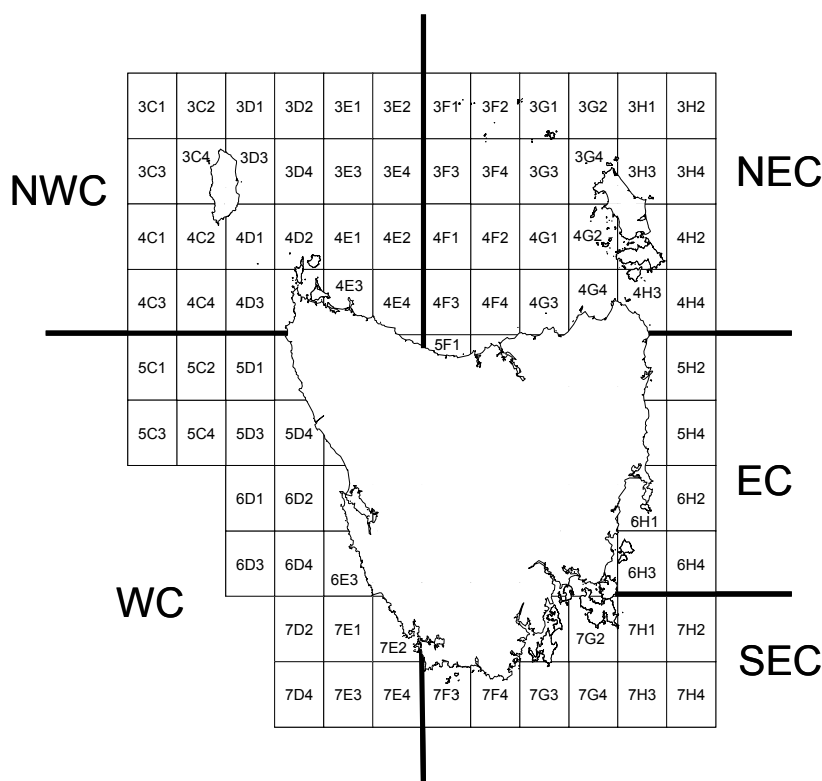 3C1 3C2 3D1 3D2 3E1 3E2 3F1 3F2 3G1 3G2 3H1 3H2
3C3 3C4 3D3 3D4 3E3 3E4 3F3 3F4 3G3 3G4 3H3 3H4
NWC NEC
4C1 4C2 4D1 4D2 4E1 4E2 4F1 4F2 4G1 4G2 4H2
4C3 4C4 4D3 4E3 4E4 4F3 4F4 4G3 4G4 4H3 4H4
5F1
5C1 5C2 5D1 5H2
5C3 5C4 5D3 5D4 5H4
6D1 6D2 6H1 6H2 EC
6D3 6D4 6E3 6H3 6H4
WC
7D2 7E1 7E2 7G2 7H1 7H2
SEC
7D4 7E3 7E4 7F3 7F4 7G3 7G4 7H3 7H4